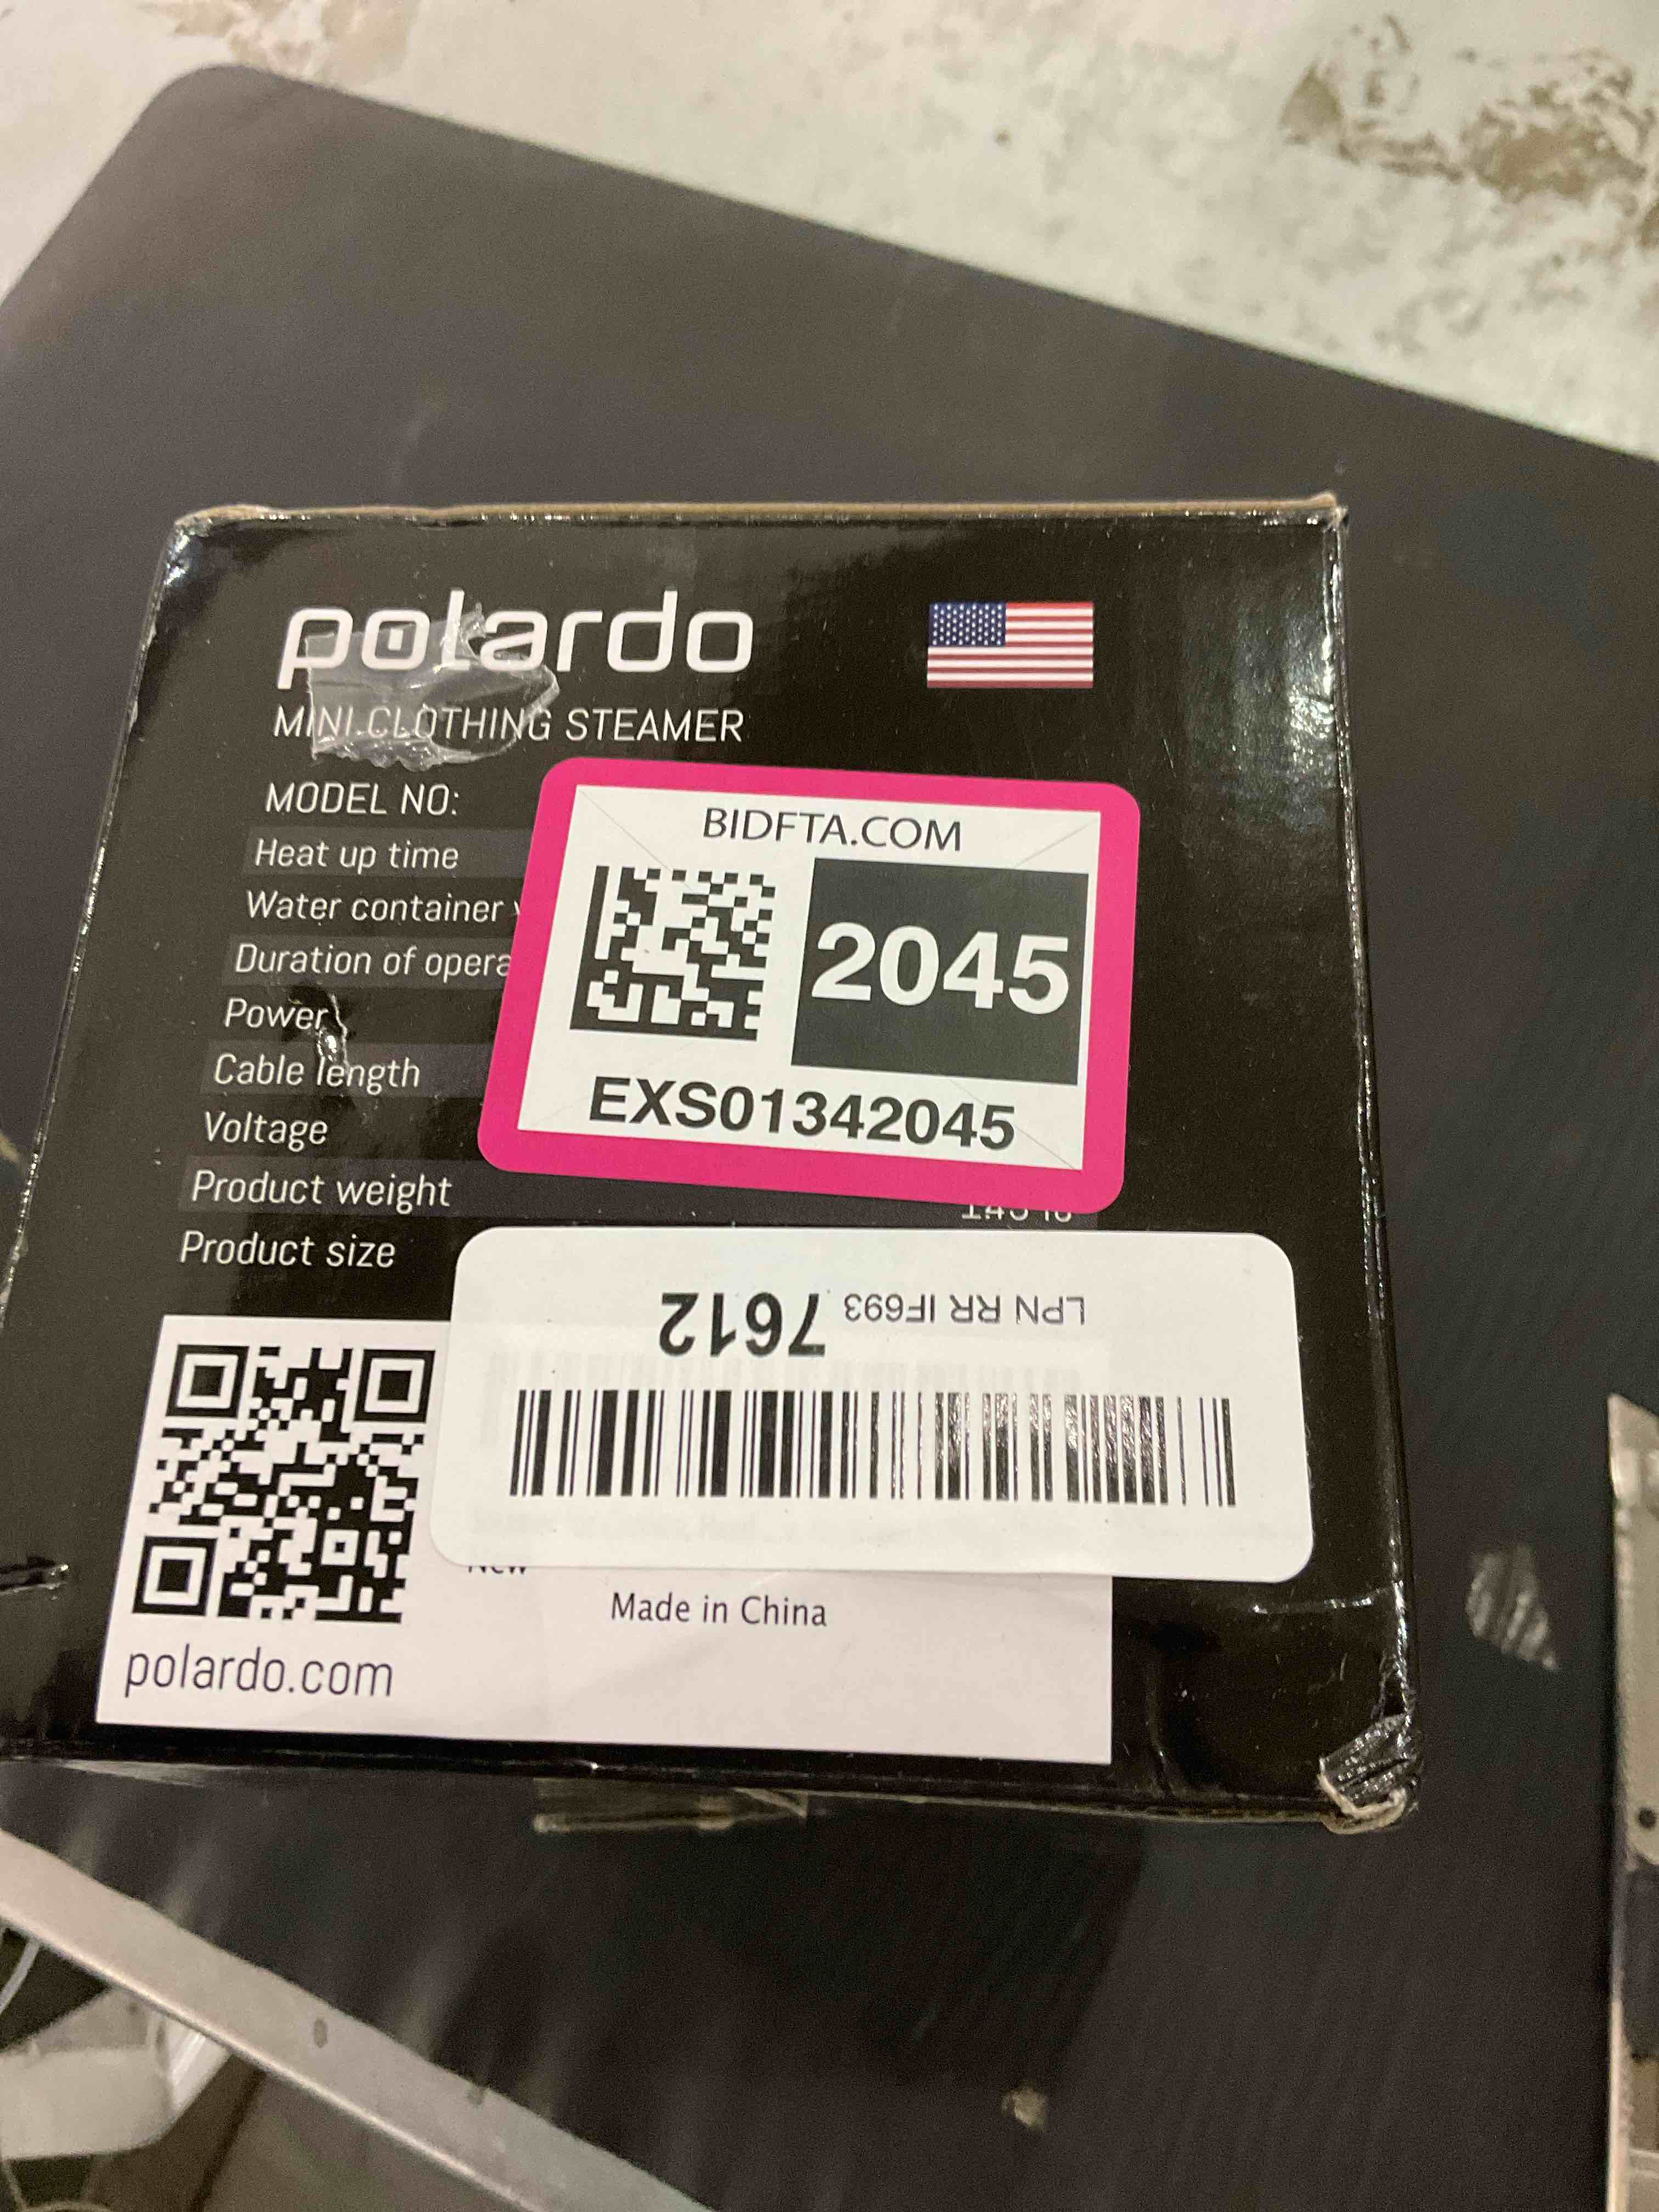 polardo
MINI CLOTHING STEAMER
MODEL NO:
Heat up time
Water container
Duration of opera
Power
Cable length
Voltage
Product weight
Product size
BIDFTA.COM
2045
EXS01342045
LPN RR IF693 7612
New
Made in China
polardo.com